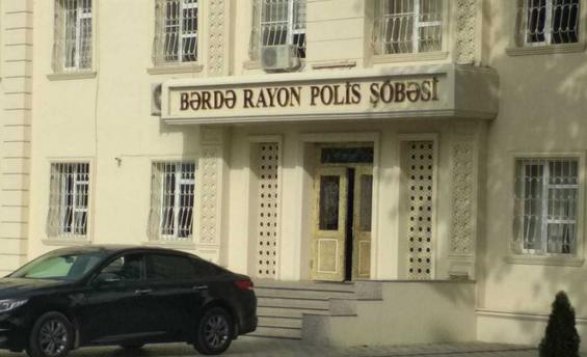 BƏRDƏ RAYON POLİS ŞÖBƏSİ